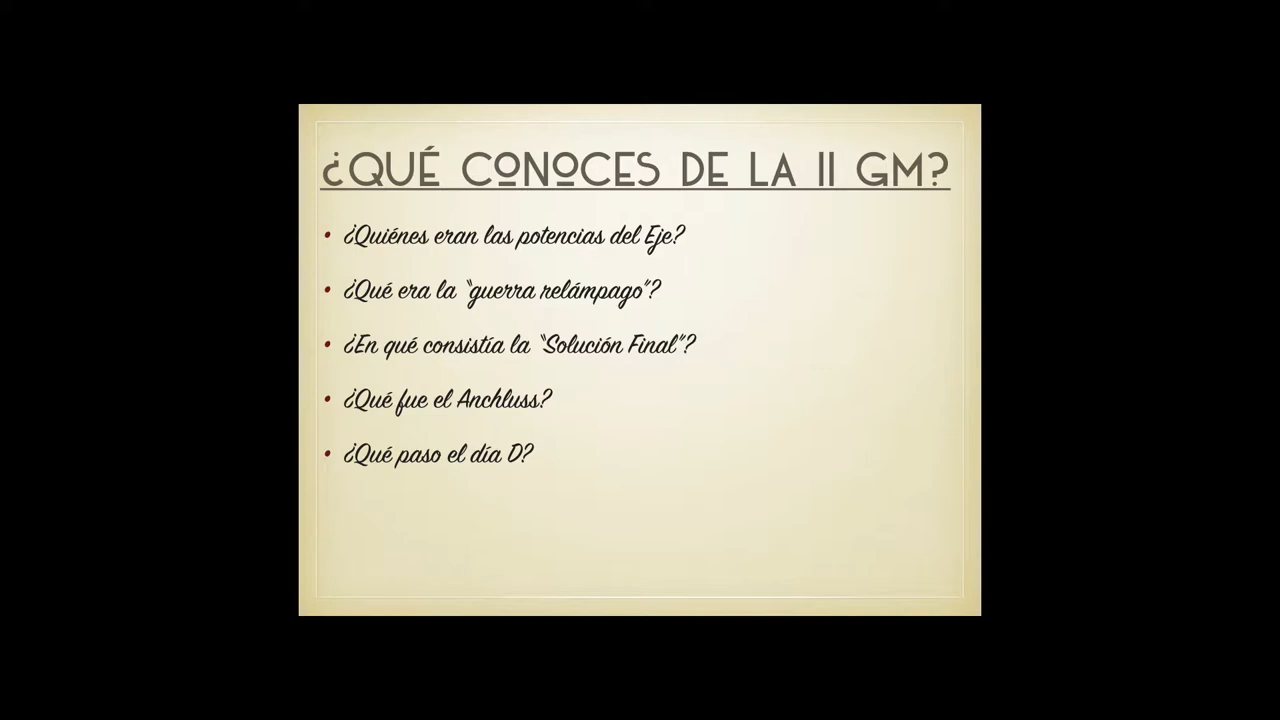 ¿QUÉ CONOCES DE LA II GM?
• ¿Quiénes eran las potencias del Eje?
• ¿Qué era la “guerra relámpago”?
• ¿En qué consistía la “Solución Final”?
• ¿Qué fue el Anchluss?
• ¿Qué paso el día D?